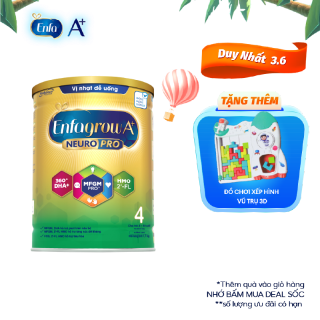 Enfa A+
Duy Nhất 3.6
Vị nhạt dễ uống
Enfagrow A+
NEURO PRO
360°
DHA+
MFGM
PRO
HMO
2'-FL
4
TẶNG THÊM
ĐỒ CHƠI XẾP HÌNH
VŨ TRỤ 3D
*Thêm quà vào giỏ hàng
NHỚ BẤM MUA DEAL SỐC
**số lượng ưu đãi có hạn